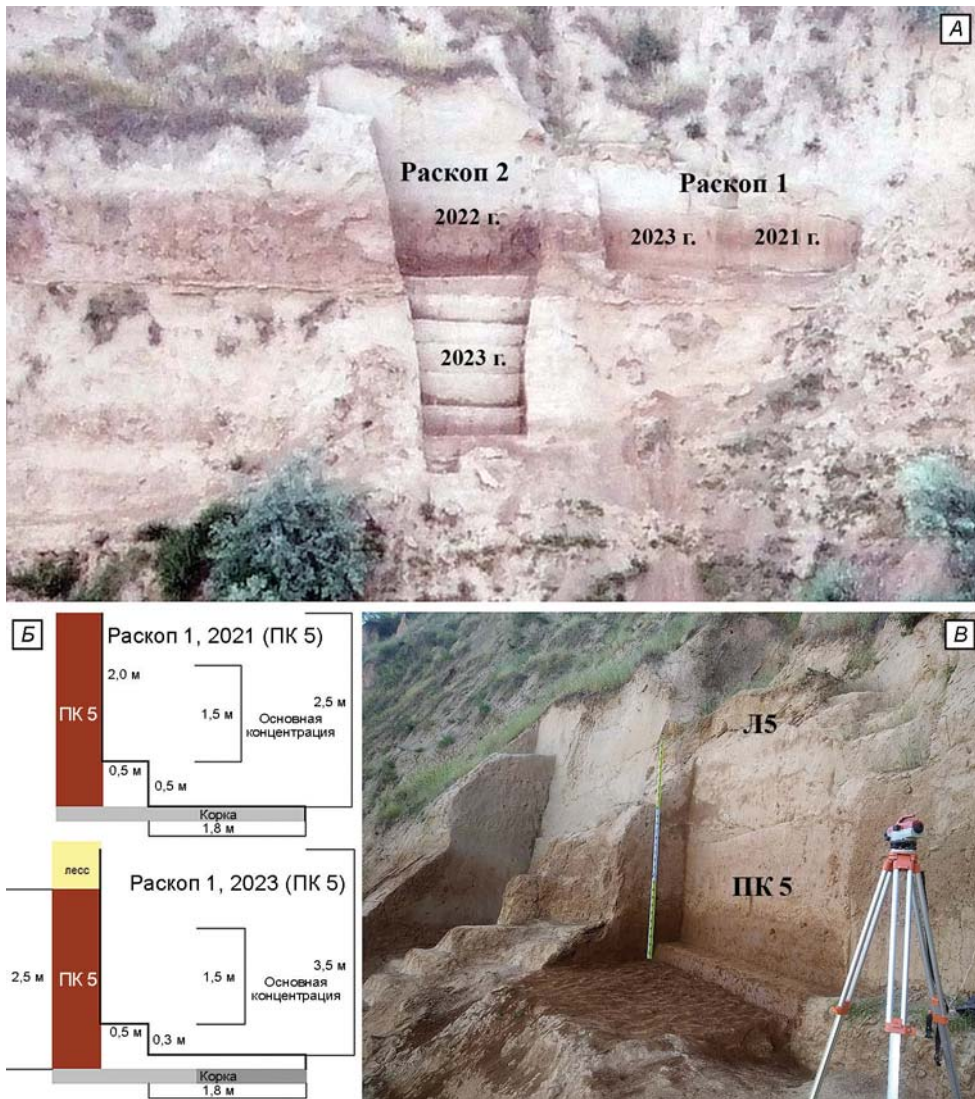 А
Раскоп 2
2022 г.
2023 г.
Раскоп 1
2023 г.
2021 г.
Б
Раскоп 1, 2021 (ПК 5)
ПК 5
2,0 м
1,5 м
Основная
концентрация
2,5 м
0,5 м
0,5 м
Корка
1,8 м
лесс
Раскоп 1, 2023 (ПК 5)
2,5 м
ПК 5
1,5 м
Основная
концентрация
3,5 м
0,5 м
0,3 м
Корка
1,8 м
В
Л5
ПК 5